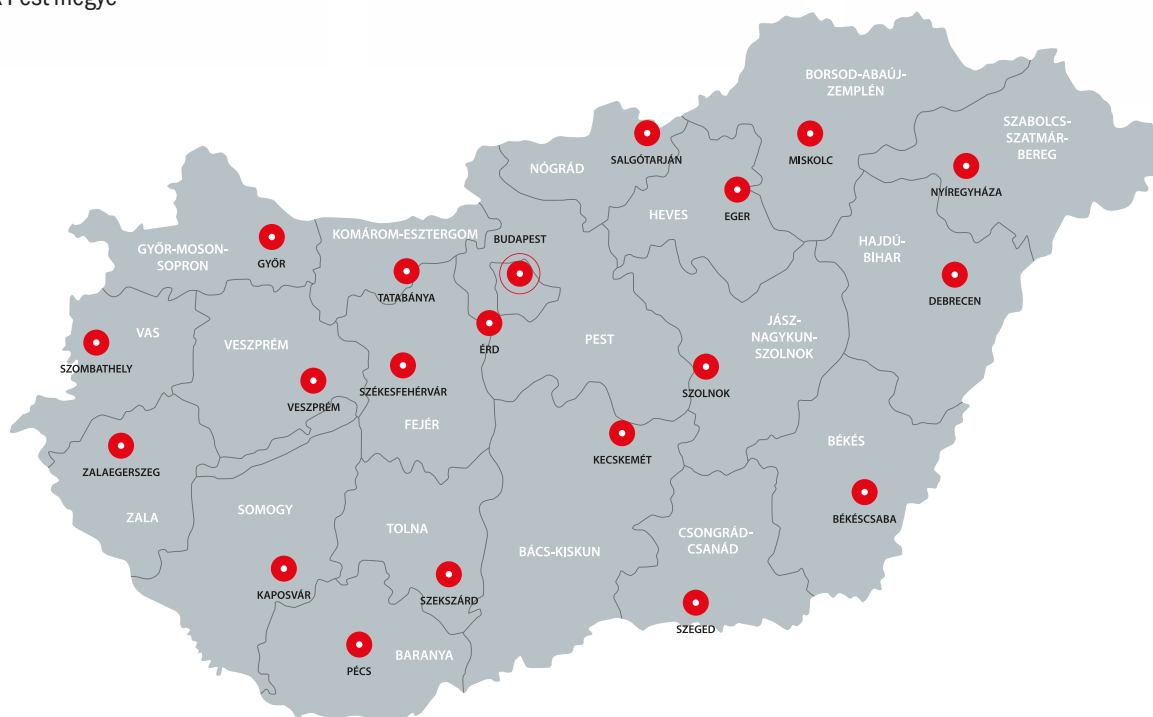 Pest megye
BORSOD-ABAÚJ-
ZEMPLÉN
SZABOLCS-
SZATMÁR-
BEREG
SALGÓTARJÁN
MISKOLC
NÓGRÁD
NYÍREGYHÁZA
HEVES
EGER
KOMÁROM-ESZTERGOM
BUDAPEST
HAJDÚ-
BIHAR
GYŐR-MOSON-
SOPRON
GYŐR
TATABÁNYA
DEBRECEN
VAS
VESZPRÉM
ÉRD
PEST
JÁSZ-
NAGYKUN-
SZOLNOK
SZOMBATHELY
VESZPRÉM
SZÉKESFEHÉRVÁR
SZOLNOK
FEJÉR
KECSKEMÉT
BÉKÉS
ZALAEGERSZEG
ZALA
SOMOGY
TOLNA
BÁCS-KISKUN
CSONGRÁD-
CSANÁD
BÉKÉSCSABA
KAPOSVÁR
SZEKSZÁRD
SZEGED
PÉCS
BARANYA